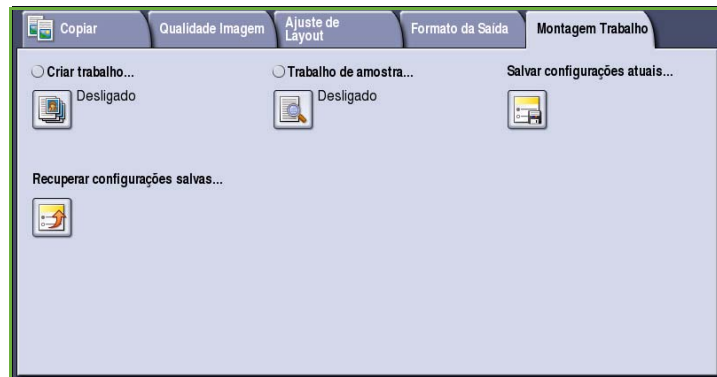 Copiar
Qualidade Imagem
Ajuste de
Layout
Formato da Saída
Montagem Trabalho
Criar trabalho...
Desligado
Trabalho de amostra...
Desligado
Salvar configurações atuais...
Recuperar configurações salvas...